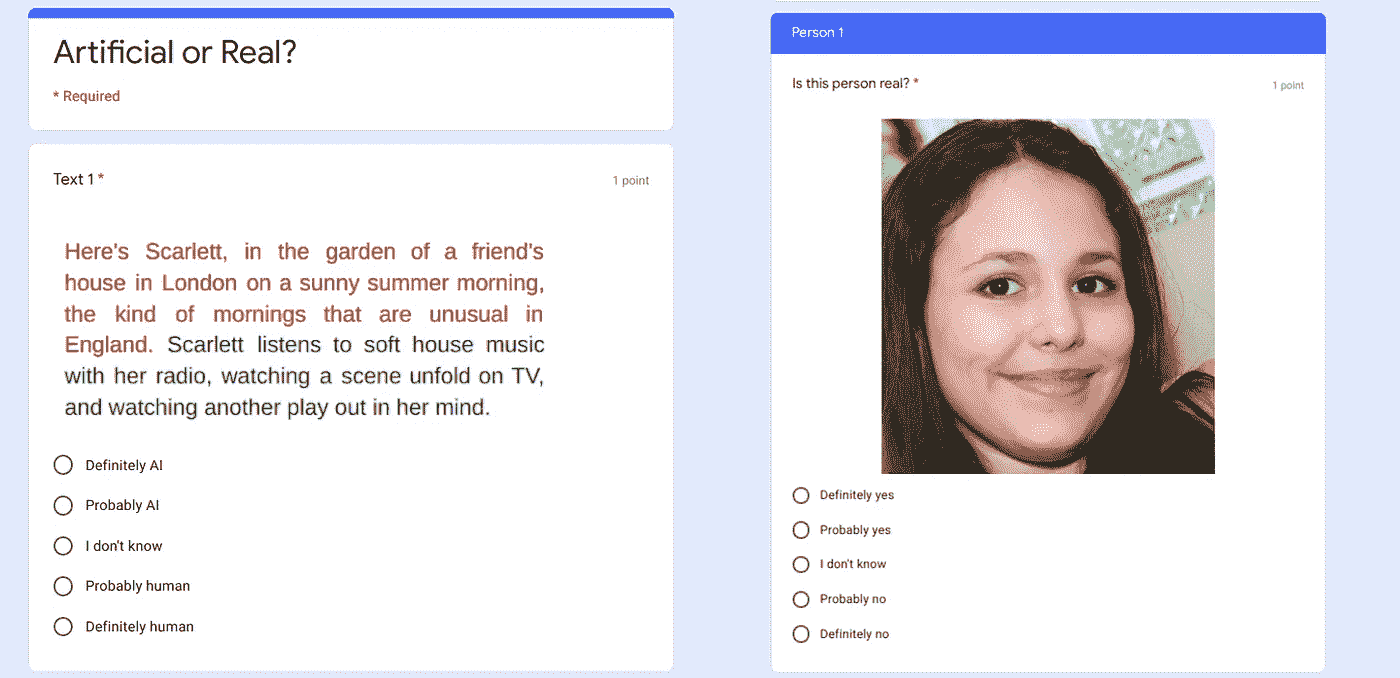 Artificial or Real?
* Required
Text 1 *
1 point
Here's Scarlett, in the garden of a friend's
house in London on a sunny summer morning,
the kind of mornings that are unusual in
England. Scarlett listens to soft house music
with her radio, watching a scene unfold on TV,
and watching another play out in her mind.
Definitely AI
Probably AI
I don't know
Probably human
Definitely human
Person 1
Is this person real? *
1 point
Definitely yes
Probably yes
I don't know
Probably no
Definitely no